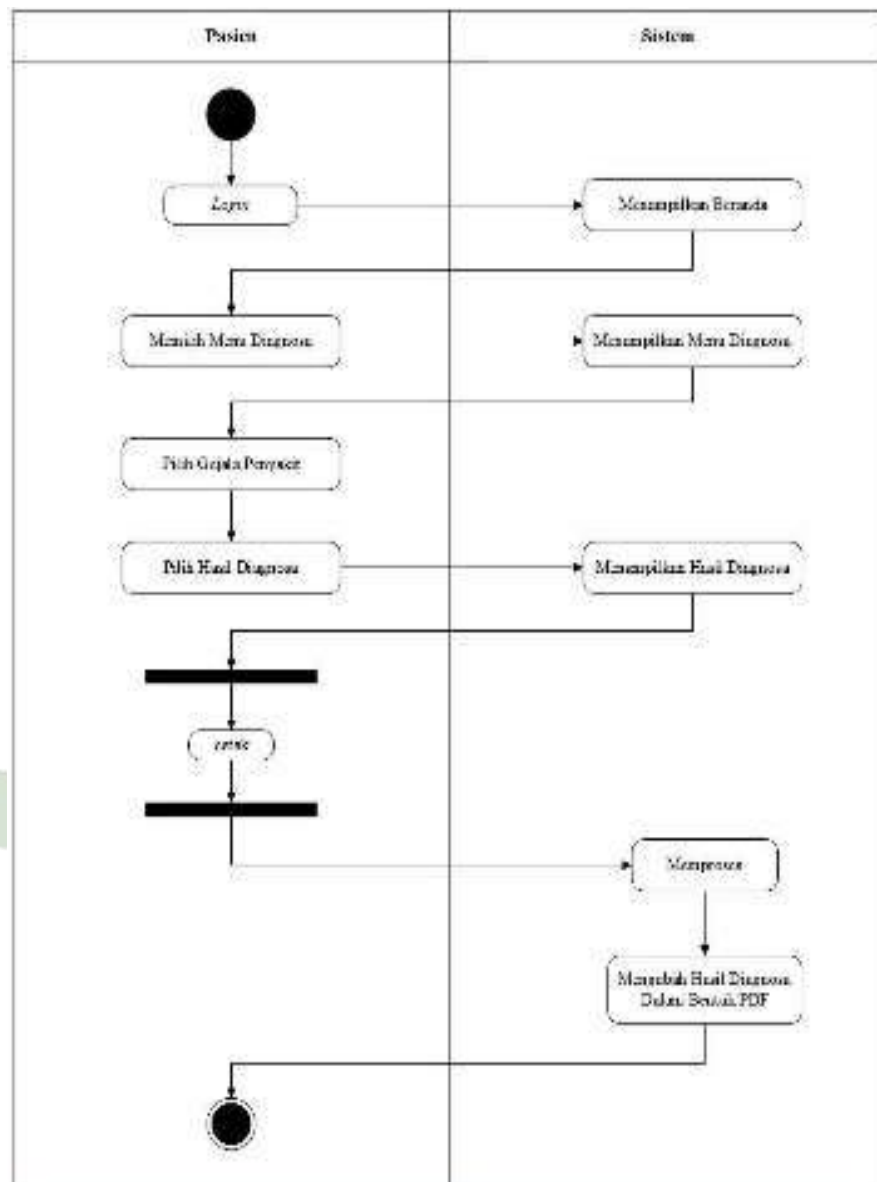 Pasien
Sistem
Login
Menampilkan Beranda
Memilih Menu Diagnosa
Menampilkan Menu Diagnosa
Pilih Gejala Penyakit
Pilih Hasil Diagnosa
Menampilkan Hasil Diagnosa
cetak
Memproses
Mengubah Hasil Diagnosa
Dalam Bentuk PDF